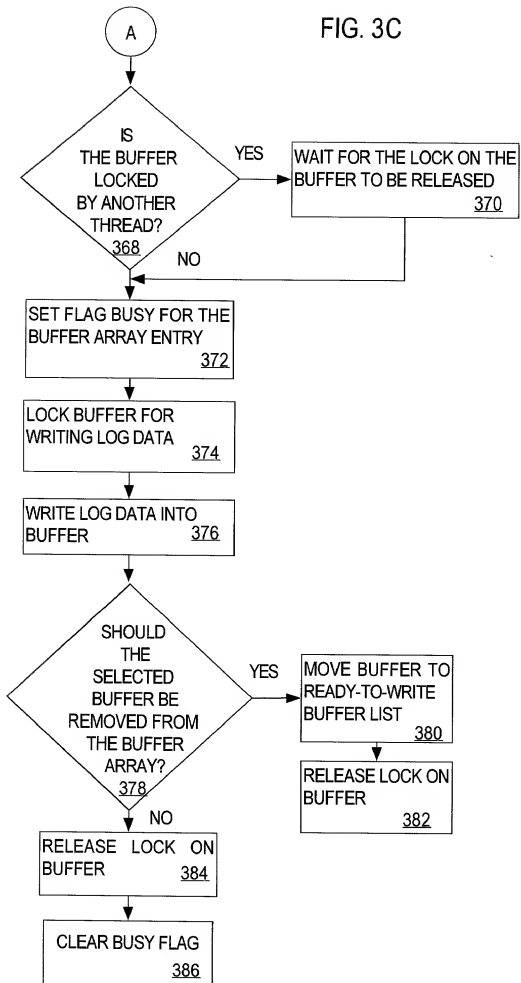 A
FIG. 3C
IS
THE BUFFER
LOCKED
BY ANOTHER
THREAD?
368
YES
WAIT FOR THE LOCK ON THE
BUFFER TO BE RELEASED
370
NO
SET FLAG BUSY FOR THE
BUFFER ARRAY ENTRY
372
LOCK BUFFER FOR
WRITING LOG DATA
374
WRITE LOG DATA INTO
BUFFER
376
SHOULD
THE
SELECTED
BUFFER BE
REMOVED FROM
THE BUFFER
ARRAY?
378
YES
MOVE BUFFER TO
READY-TO-WRITE
BUFFER LIST
380
RELEASE LOCK ON
BUFFER
382
NO
RELEASE LOCK ON
BUFFER
384
CLEAR BUSY FLAG
386